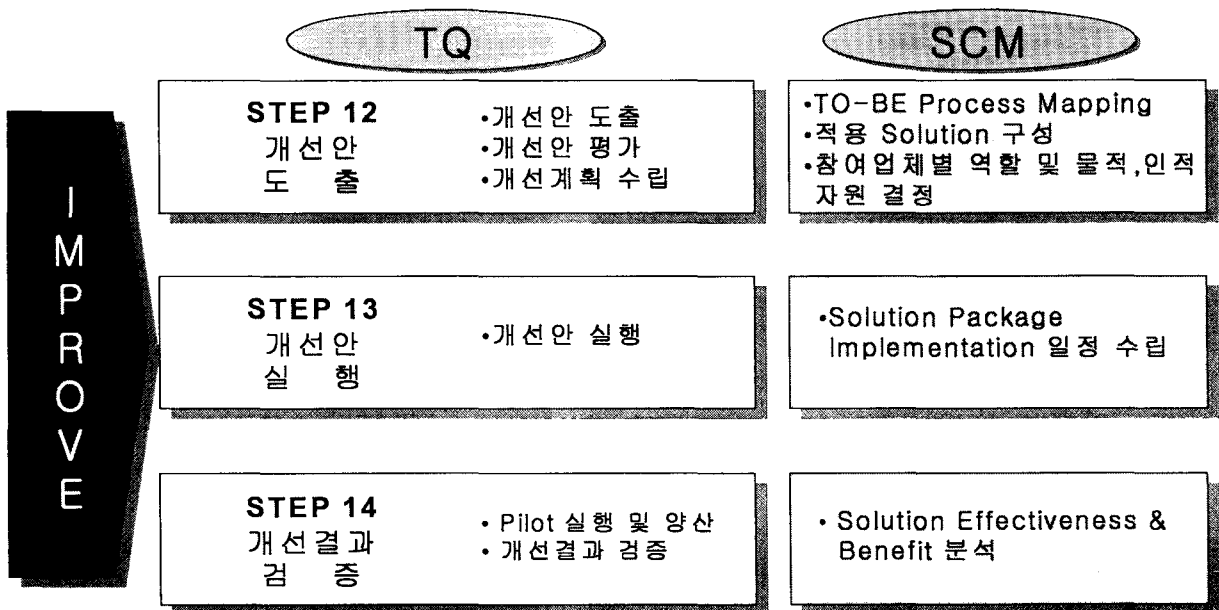 TQ
SCM
IMPROVE
STEP 12
개선안
도 출
•개선안 도출
•개선안 평가
•개선계획 수립
•TO-BE Process Mapping
•적용 Solution 구성
•참여업체별 역할 및 물적,인적
자원 결정
STEP 13
개선안
실 행
•개선안 실행
•Solution Package
Implementation 일정 수립
STEP 14
개선결과
검 증
• Pilot 실행 및 양산
• 개선결과 검증
• Solution Effectiveness &
Benefit 분석